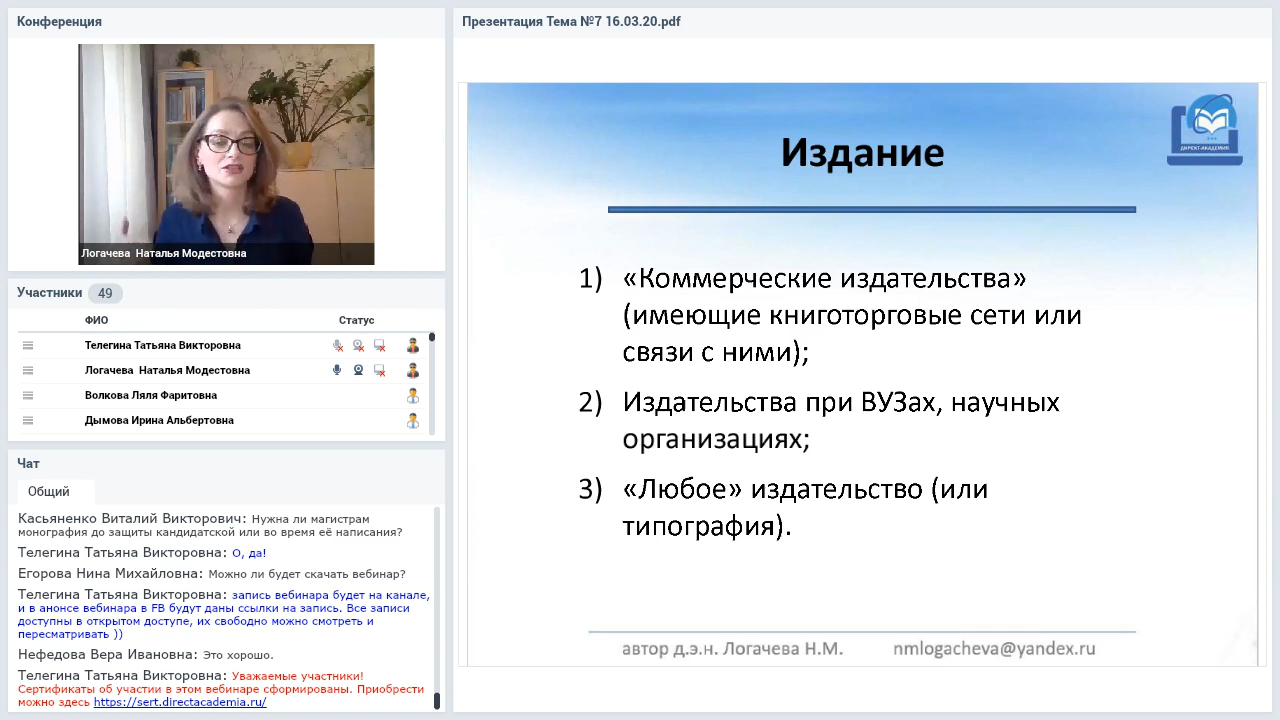 Конференция
Логачева  Наталья Модестовна
Участники 49
ФИО Статус
Телегина Татьяна Викторовна
Логачева  Наталья Модестовна
Волкова Ляля Фаритовна
Дымова Ирина Альбертовна
Чат
Общий
Касьяненко Виталий Викторович: Нужна ли магистрам
монография до защиты кандидатской или во время её написания?
Телегина Татьяна Викторовна: О, да!
Егорова Нина Михайловна: Можно ли будет скачать вебинар?
Телегина Татьяна Викторовна: запись вебинара будет на канале,
и в анонсе вебинара в FB будут даны ссылки на запись. Все записи
доступны в открытом доступе, их свободно можно смотреть и
пересматривать ))
Нефедова Вера Ивановна: Это хорошо.
Телегина Татьяна Викторовна: Уважаемые участники!
Сертификаты об участии в этом вебинаре сформированы. Приобрести
можно здесь https://sert.directacademia.ru/
Презентация Тема №7 16.03.20.pdf
ДИРЕКТ-АКАДЕМИЯ
Издание
1) «Коммерческие издательства»
(имеющие книготорговые сети или
связи с ними);
2) Издательства при ВУЗах, научных
организациях;
3) «Любое» издательство (или
типография).
автор д.э.н. Логачева Н.М. nmlogacheva@yandex.ru